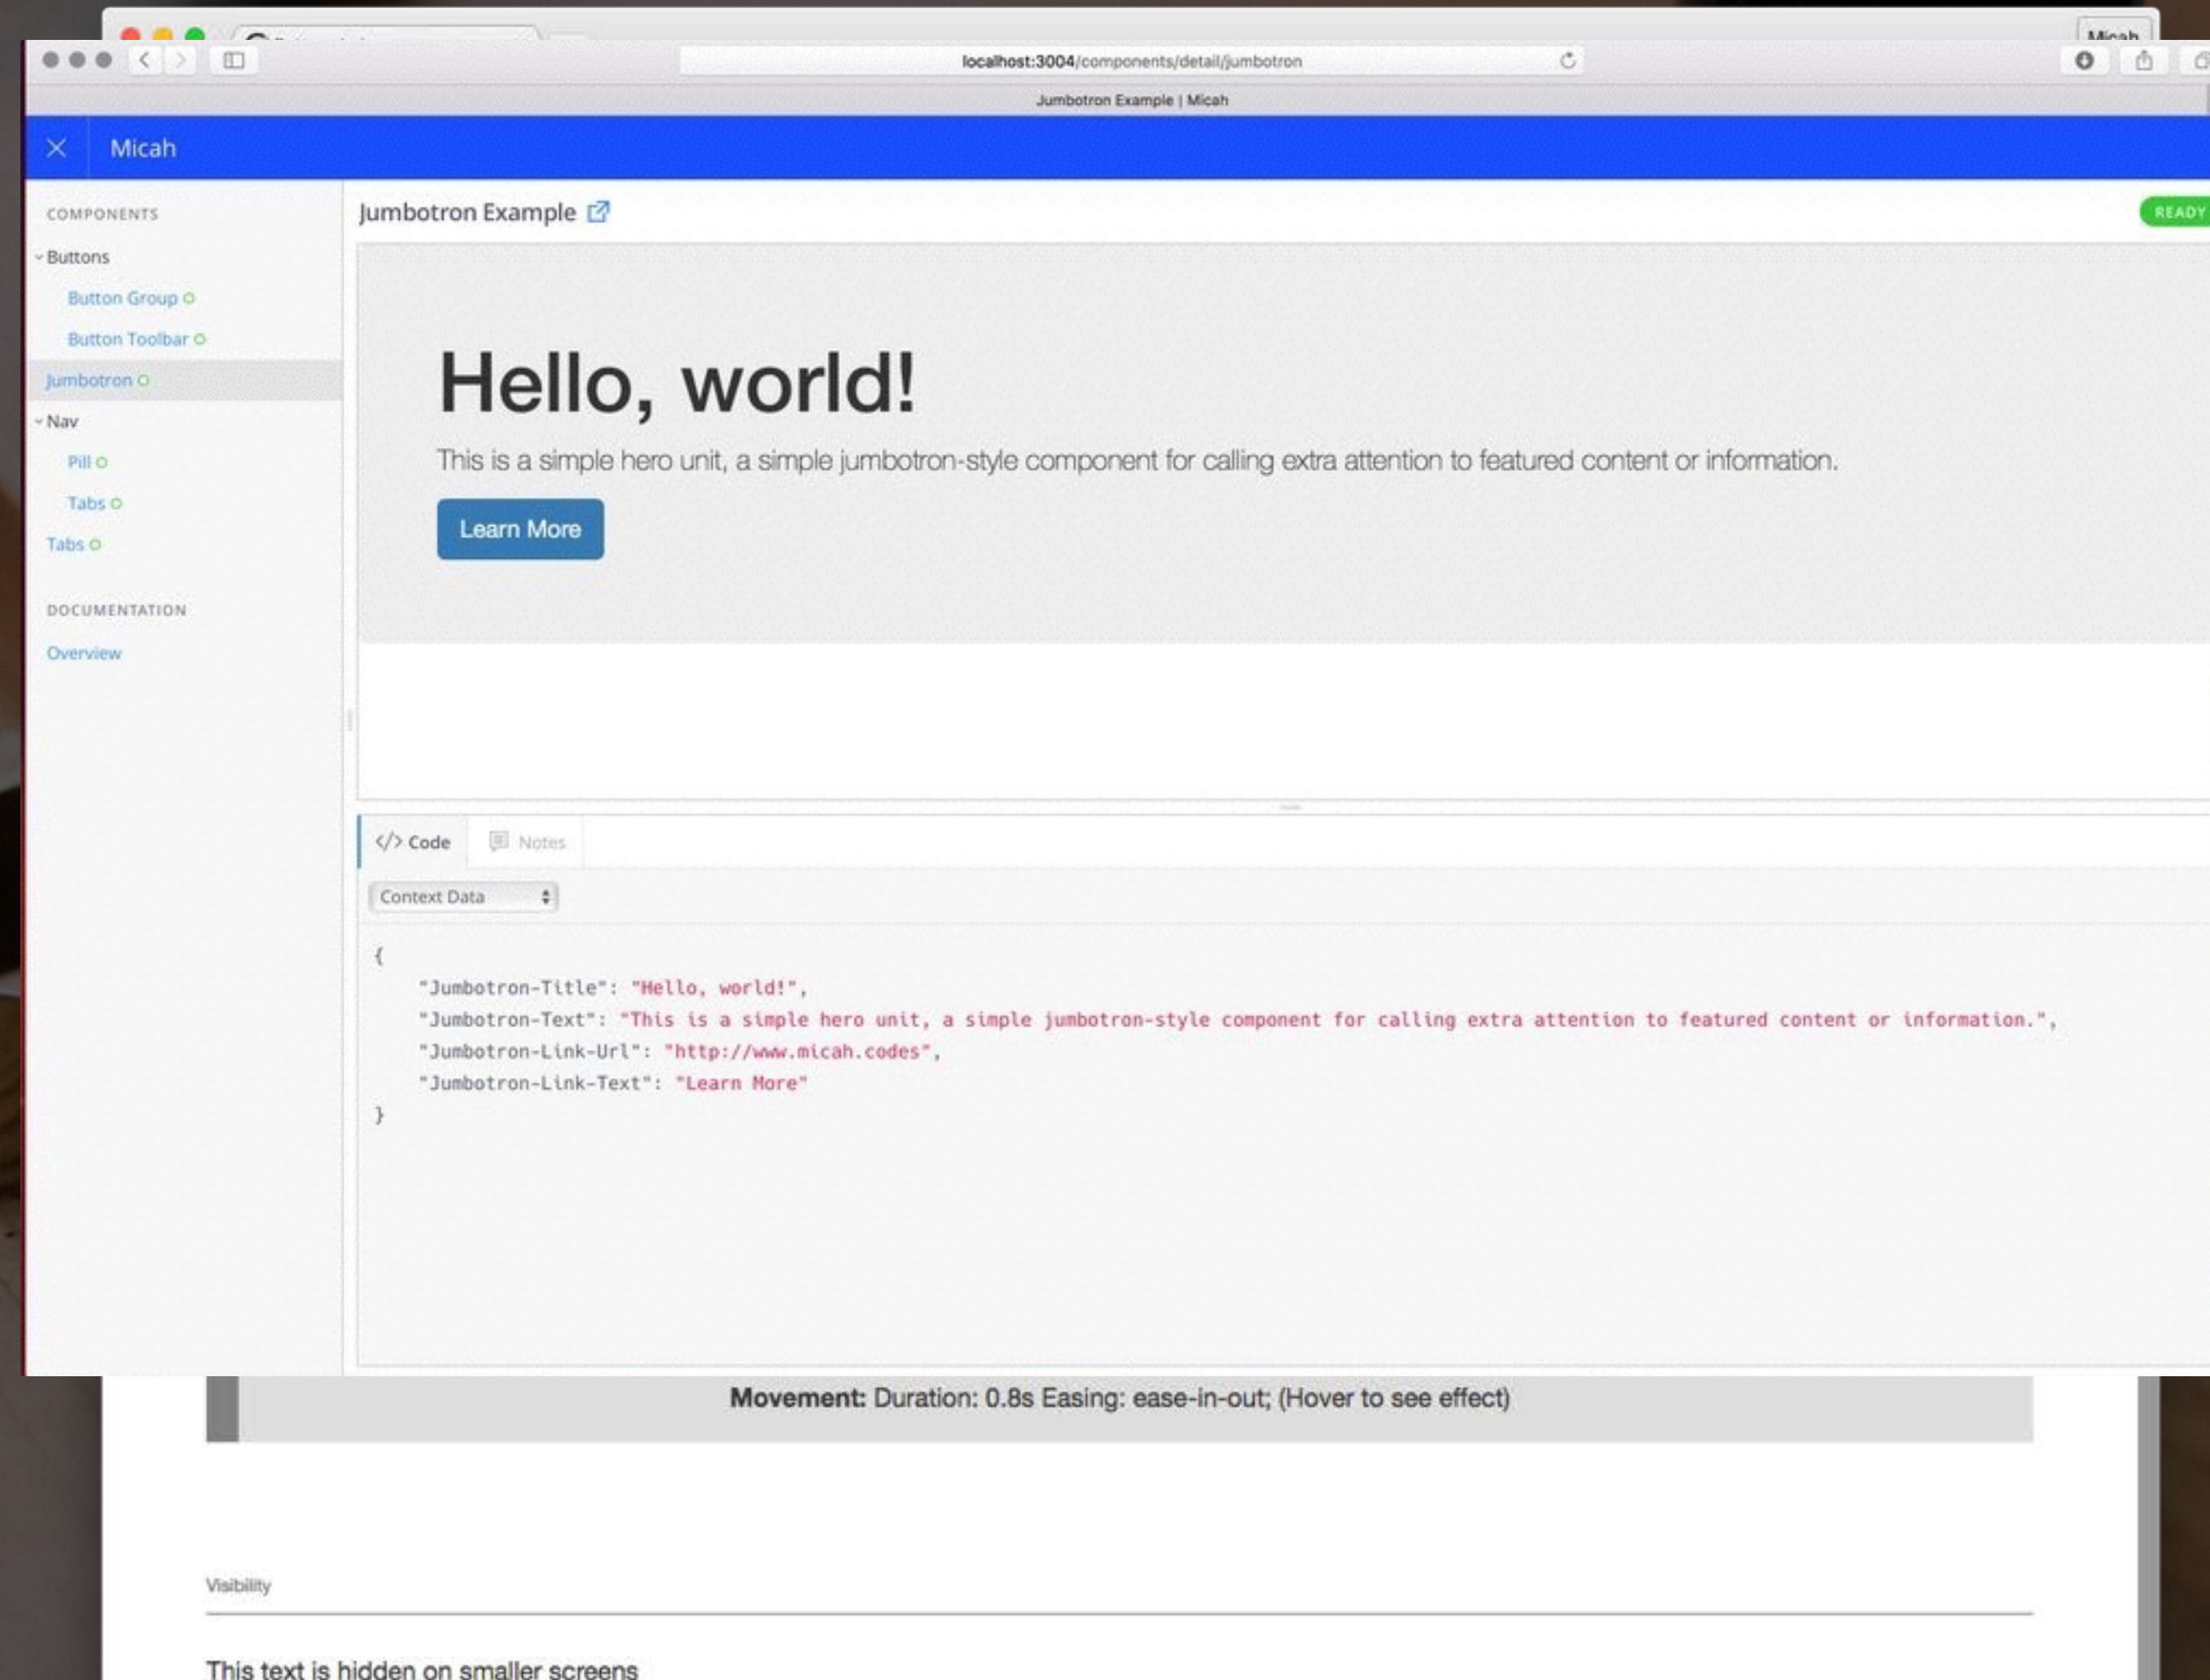 Micah
localhost:3004/components/detail/jumbotron
Jumbotron Example | Micah
Micah
COMPONENTS
Jumbotron Example
READY
Buttons
Button Group
Button Toolbar
Jumbotron
Nav
Pill
Tabs
Tabs
DOCUMENTATION
Overview
Hello, world!
This is a simple hero unit, a simple jumbotron-style component for calling extra attention to featured content or information.
Learn More
</> Code Notes
Context Data
{
"Jumbotron-Title": "Hello, world!",
"Jumbotron-Text": "This is a simple hero unit, a simple jumbotron-style component for calling extra attention to featured content or information.",
"Jumbotron-Link-Url": "http://www.micah.codes",
"Jumbotron-Link-Text": "Learn More"
}
Movement: Duration: 0.8s Easing: ease-in-out; (Hover to see effect)
Visibility
This text is hidden on smaller screens